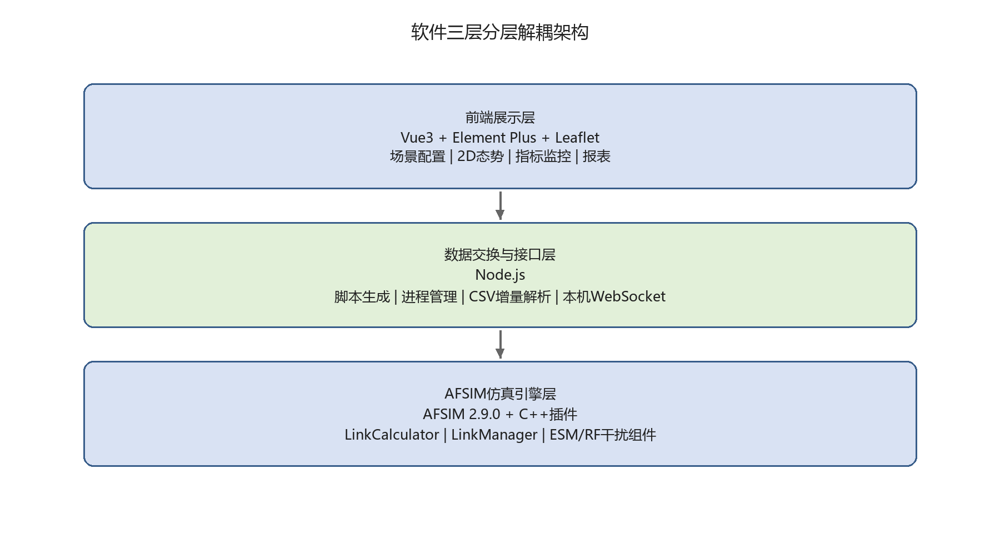 软件三层分层解耦架构
前端展示层
Vue3 + Element Plus + Leaflet
场景配置 | 2D态势 | 指标监控 | 报表
数据交换与接口层
Node.js
脚本生成 | 进程管理 | CSV增量解析 | 本机WebSocket
AFSIM仿真引擎层
AFSIM 2.9.0 + C++插件
LinkCalculator | LinkManager | ESM/RF干扰组件